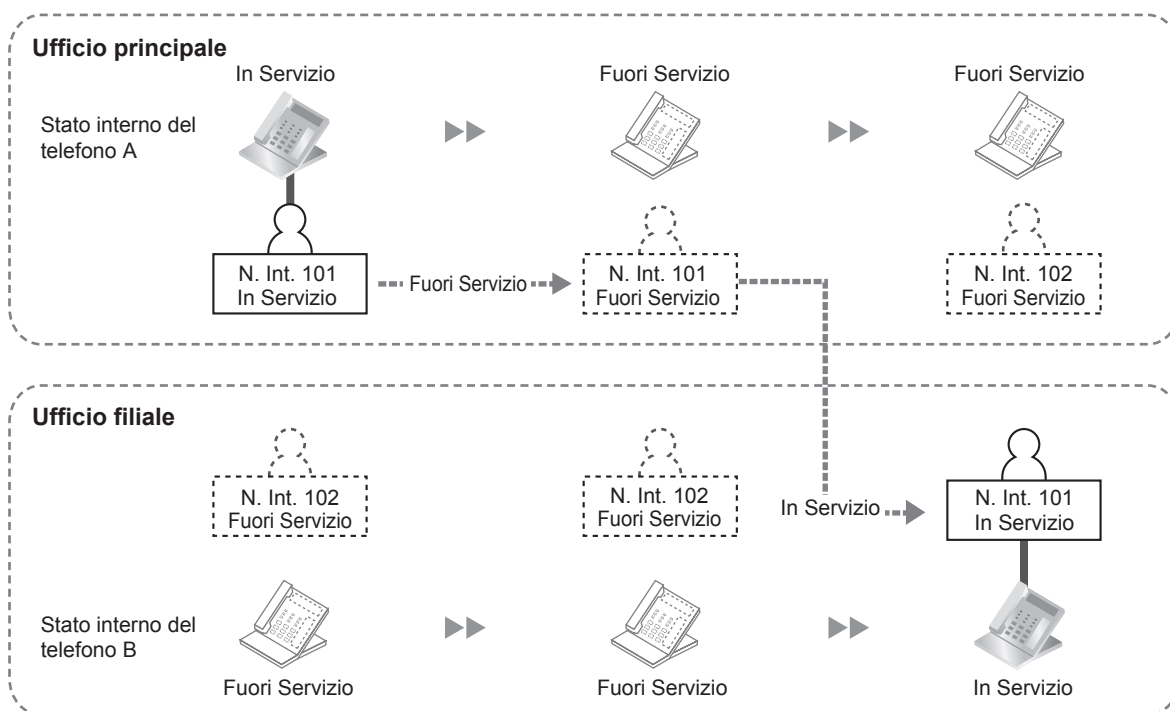 Ufficio principale
In Servizio
Fuori Servizio
Fuori Servizio
Stato interno del
telefono A
N. Int. 101
In Servizio
Fuori Servizio
N. Int. 101
Fuori Servizio
N. Int. 102
Fuori Servizio
Ufficio filiale
N. Int. 102
Fuori Servizio
N. Int. 102
Fuori Servizio
In Servizio
N. Int. 101
In Servizio
Stato interno del
telefono B
Fuori Servizio
Fuori Servizio
In Servizio